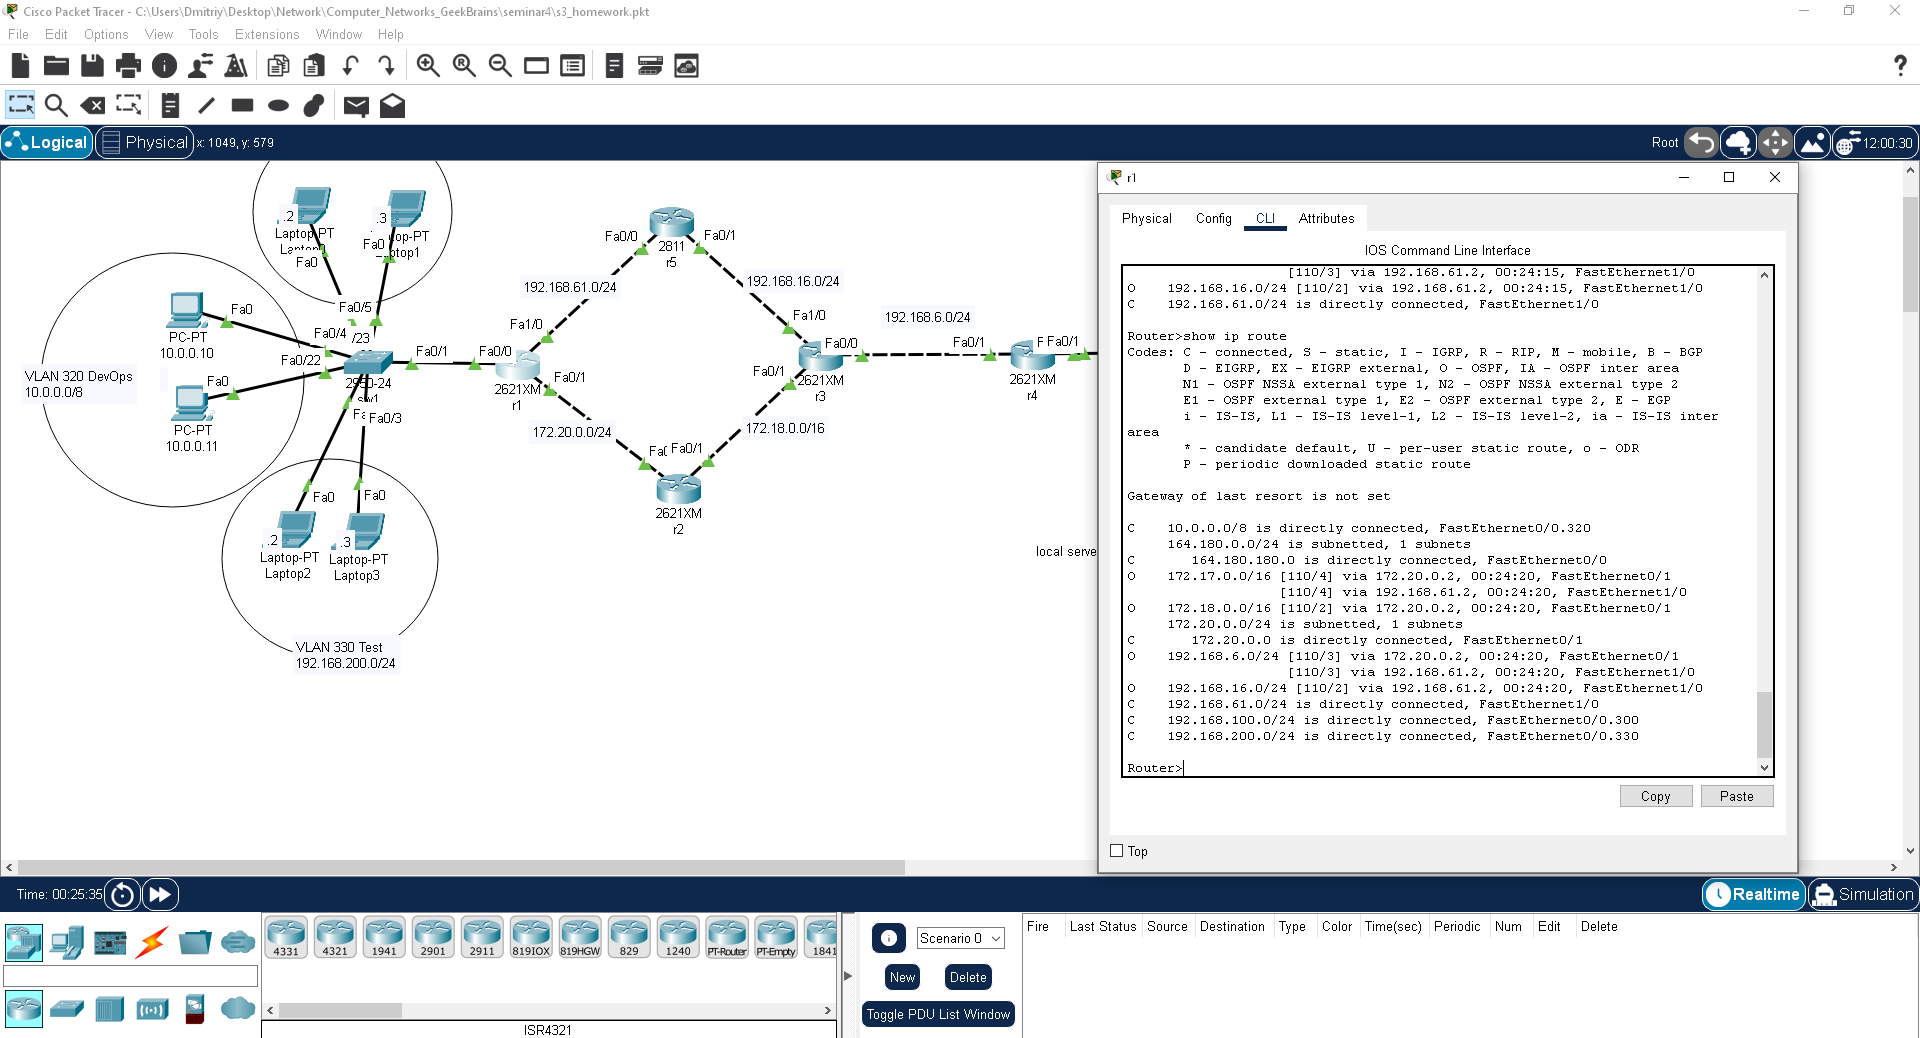 Cisco Packet Tracer - C:\Users\Dmitriy\Desktop\Network\Computer_Networks_GeekBrains\seminar4\s3_homework.pkt
File Edit Options View Tools Extensions Window Help
Logical Physical x: 1049, y: 579
Root 12:00:30
.2
Laptop-PT
Fa0
.3
Fa0
Fa0/5
/23
PC-PT
10.0.0.10
Fa0
Fa0/4
Fa0/22
VLAN 320 DevOps
10.0.0.0/8
Fa0
PC-PT
10.0.0.11
2950-24
Fa0/1
Fa0/3
Fa0
Fa0
.2
Laptop-PT
Laptop2
.3
Laptop-PT
Laptop3
VLAN 330 Test
192.168.200.0/24
Fa0/0
2621XM
r1
Fa1/0
Fa0/1
192.168.61.0/24
172.20.0.0/24
Fa0/0
Fa0/1
2811
r5
192.168.16.0/24
Fa0/1
2621XM
r2
172.18.0.0/16
Fa1/0
Fa0/0
Fa0/1
2621XM
r3
192.168.6.0/24
Fa0/1
Fa0/1
2621XM
r4
local serve
r1
Physical Config CLI Attributes
IOS Command Line Interface
[110/3] via 192.168.61.2, 00:24:15, FastEthernet1/0
O 192.168.16.0/24 [110/2] via 192.168.61.2, 00:24:15, FastEthernet1/0
C 192.168.61.0/24 is directly connected, FastEthernet1/0
Router>show ip route
Codes: C - connected, S - static, I - IGRP, R - RIP, M - mobile, B - BGP
D - EIGRP, EX - EIGRP external, O - OSPF, IA - OSPF inter area
N1 - OSPF NSSA external type 1, N2 - OSPF NSSA external type 2
E1 - OSPF external type 1, E2 - OSPF external type 2, E - EGP
i - IS-IS, L1 - IS-IS level-1, L2 - IS-IS level-2, ia - IS-IS inter
area
* - candidate default, U - per-user static route, o - ODR
P - periodic downloaded static route
Gateway of last resort is not set
C 10.0.0.0/8 is directly connected, FastEthernet0/0.320
164.180.0.0/24 is subnetted, 1 subnets
C 164.180.180.0 is directly connected, FastEthernet0/0
O 172.17.0.0/16 [110/4] via 172.20.0.2, 00:24:20, FastEthernet0/1
[110/4] via 192.168.61.2, 00:24:20, FastEthernet1/0
O 172.18.0.0/16 [110/2] via 172.20.0.2, 00:24:20, FastEthernet0/1
172.20.0.0/24 is subnetted, 1 subnets
C 172.20.0.0 is directly connected, FastEthernet0/1
O 192.168.6.0/24 [110/3] via 172.20.0.2, 00:24:20, FastEthernet0/1
[110/3] via 192.168.61.2, 00:24:20, FastEthernet1/0
O 192.168.16.0/24 [110/2] via 192.168.61.2, 00:24:20, FastEthernet1/0
C 192.168.61.0/24 is directly connected, FastEthernet1/0
C 192.168.100.0/24 is directly connected, FastEthernet0/0.300
C 192.168.200.0/24 is directly connected, FastEthernet0/0.330
Router>
Copy Paste
Top
Time: 00:25:35
Realtime Simulation
4331 4321 1941 2901 2911 819IOX 819HGW 829 1240 PT-Router PT-Empty 1841
ISR4321
Scenario 0
New Delete
Toggle PDU List Window
Fire Last Status Source Destination Type Color Time(sec) Periodic Num Edit Delete